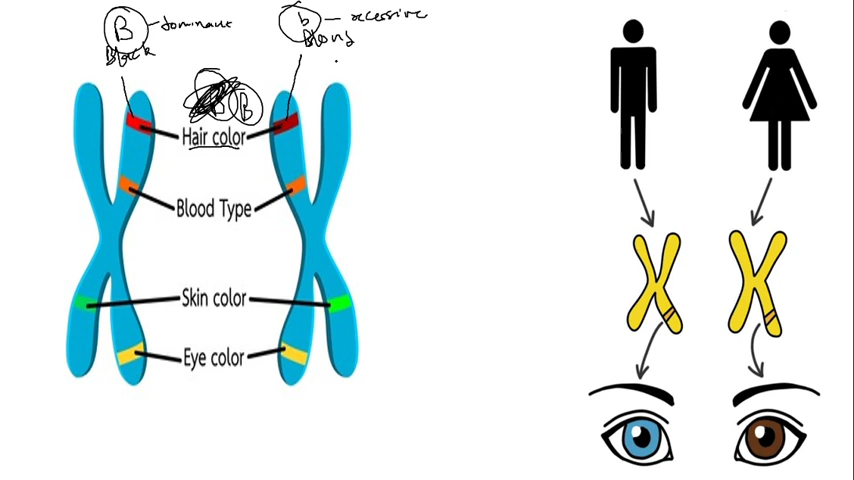 B - dominant
Black
b - recessive
Blond
B
Hair color
Blood Type
Skin color
Eye color